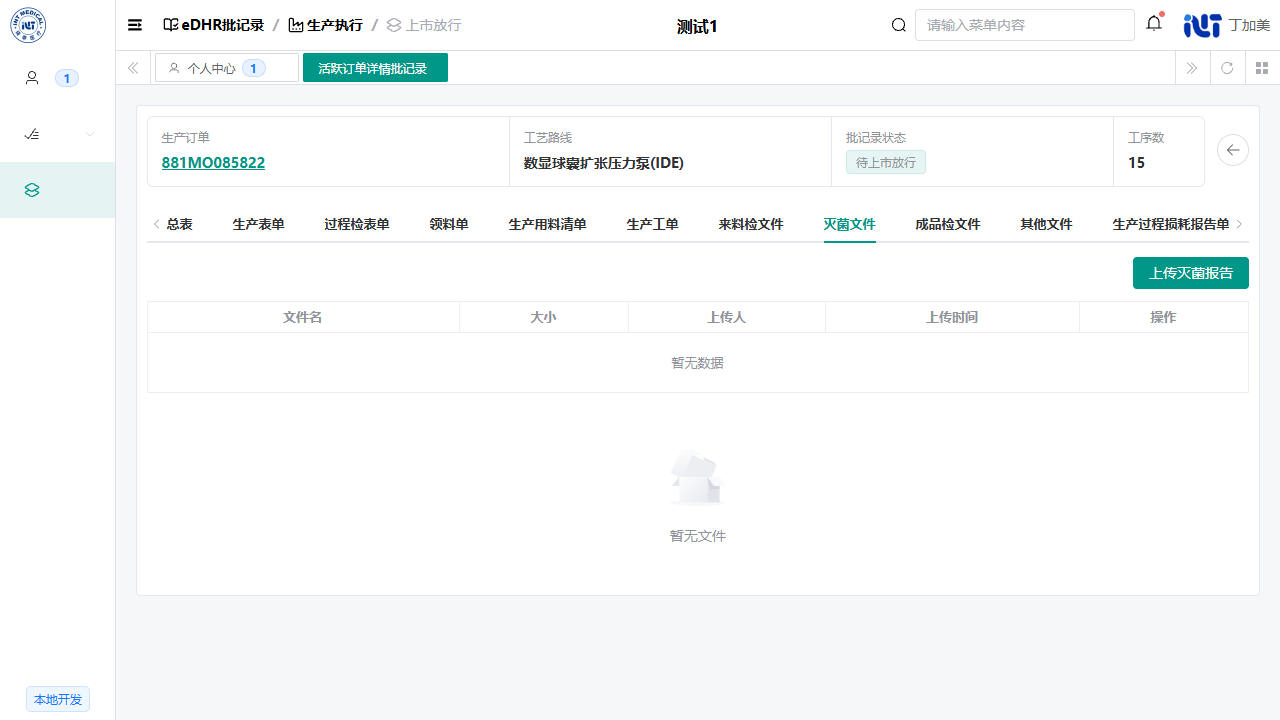 eDHR批记录 / 生产执行 / 上市放行
测试1
请输入菜单内容
INT
丁加美
INT MEDICAL
1
个人中心 1
活跃订单详情批记录
生产订单
881MO085822
工艺路线
数显球囊扩张压力泵(IDE)
批记录状态
待上市放行
工序数
15
总表 生产表单 过程检表单 领料单 生产用料清单 生产工单 来料检文件 灭菌文件 成品检文件 其他文件 生产过程损耗报告单
上传灭菌报告
文件名 大小 上传人 上传时间 操作
暂无数据
暂无文件
本地开发